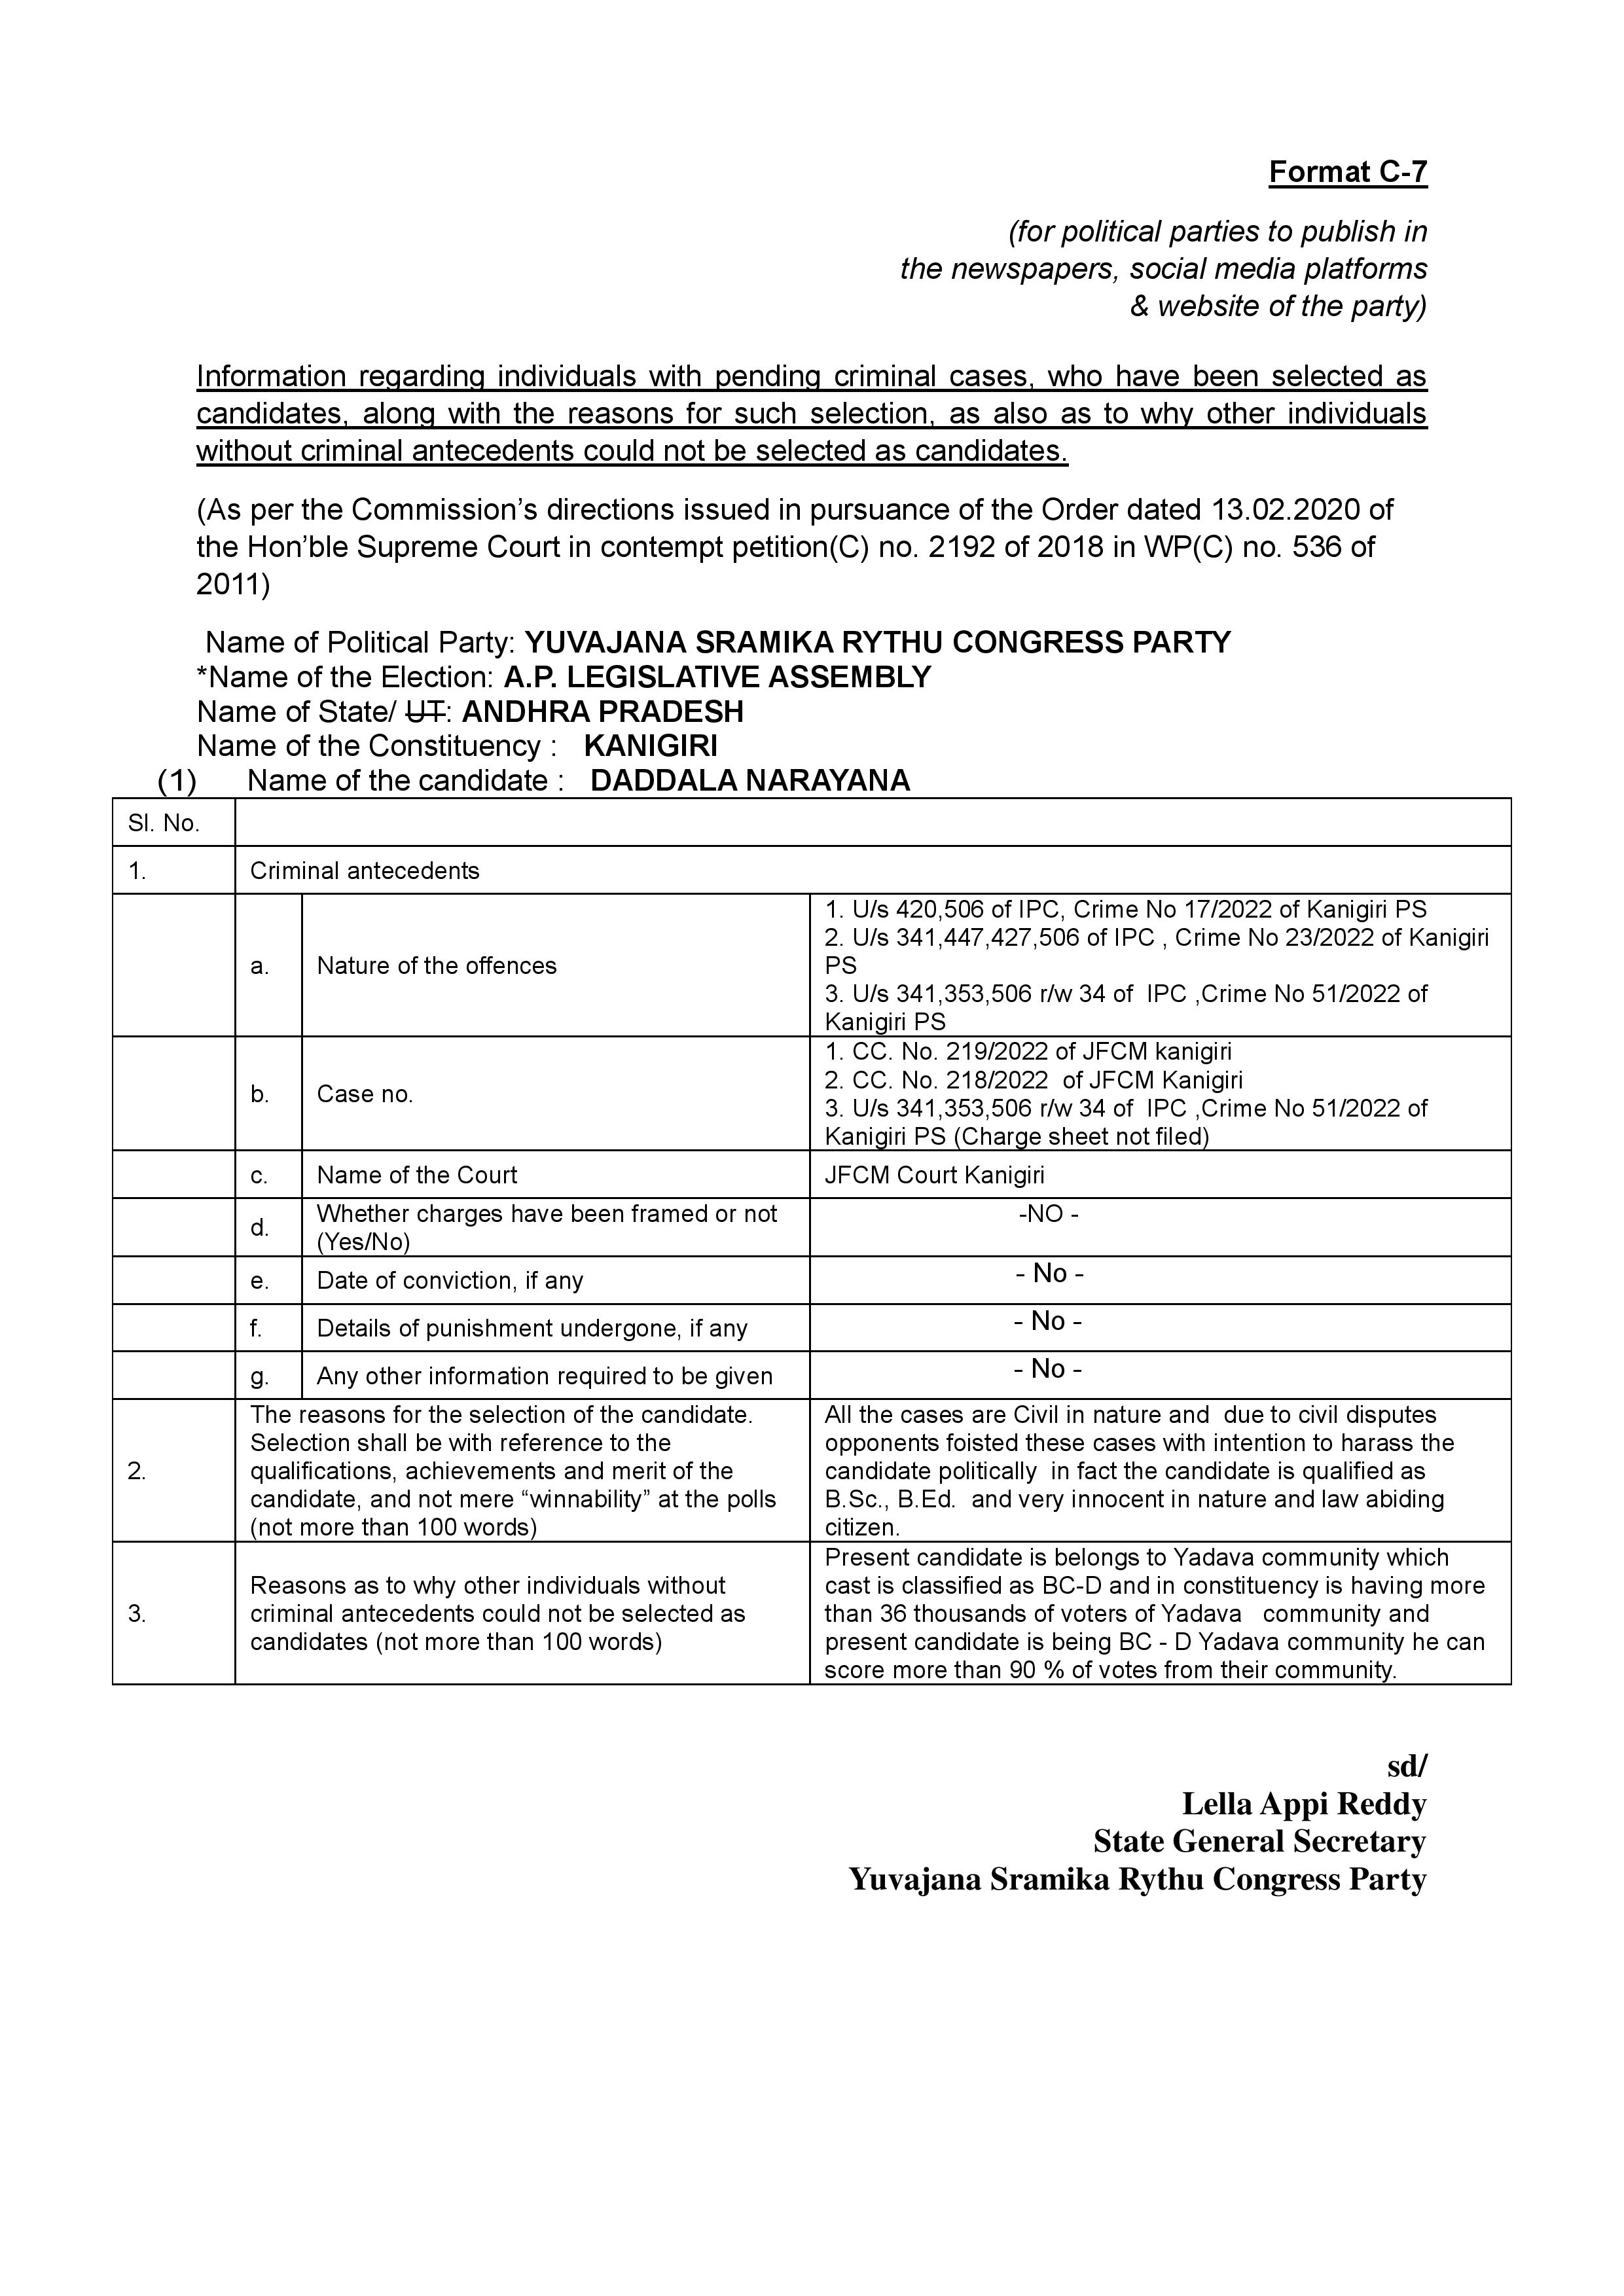 Format C-7
(for political parties to publish in
the newspapers, social media platforms
& website of the party)
Information regarding individuals with pending criminal cases, who have been selected as
candidates, along with the reasons for such selection, as also as to why other individuals
without criminal antecedents could not be selected as candidates.
(As per the Commission’s directions issued in pursuance of the Order dated 13.02.2020 of
the Hon’ble Supreme Court in contempt petition(C) no. 2192 of 2018 in WP(C) no. 536 of
2011)
Name of Political Party: YUVAJANA SRAMIKA RYTHU CONGRESS PARTY
*Name of the Election: A.P. LEGISLATIVE ASSEMBLY
Name of State/ UT: ANDHRA PRADESH
Name of the Constituency : KANIGIRI
(1) Name of the candidate : DADDALA NARAYANA
Sl. No.
1. Criminal antecedents
a. Nature of the offences
1. U/s 420,506 of IPC, Crime No 17/2022 of Kanigiri PS
2. U/s 341,447,427,506 of IPC , Crime No 23/2022 of Kanigiri
PS
3. U/s 341,353,506 r/w 34 of IPC ,Crime No 51/2022 of
Kanigiri PS
b. Case no.
1. CC. No. 219/2022 of JFCM kanigiri
2. CC. No. 218/2022 of JFCM Kanigiri
3. U/s 341,353,506 r/w 34 of IPC ,Crime No 51/2022 of
Kanigiri PS (Charge sheet not filed)
c. Name of the Court JFCM Court Kanigiri
d. Whether charges have been framed or not
(Yes/No)
-NO -
e. Date of conviction, if any - No -
f. Details of punishment undergone, if any - No -
g. Any other information required to be given - No -
2.
The reasons for the selection of the candidate.
Selection shall be with reference to the
qualifications, achievements and merit of the
candidate, and not mere “winnability” at the polls
(not more than 100 words)
All the cases are Civil in nature and due to civil disputes
opponents foisted these cases with intention to harass the
candidate politically in fact the candidate is qualified as
B.Sc., B.Ed. and very innocent in nature and law abiding
citizen.
3.
Reasons as to why other individuals without
criminal antecedents could not be selected as
candidates (not more than 100 words)
Present candidate is belongs to Yadava community which
cast is classified as BC-D and in constituency is having more
than 36 thousands of voters of Yadava community and
present candidate is being BC - D Yadava community he can
score more than 90 % of votes from their community.
sd/
Lella Appi Reddy
State General Secretary
Yuvajana Sramika Rythu Congress Party